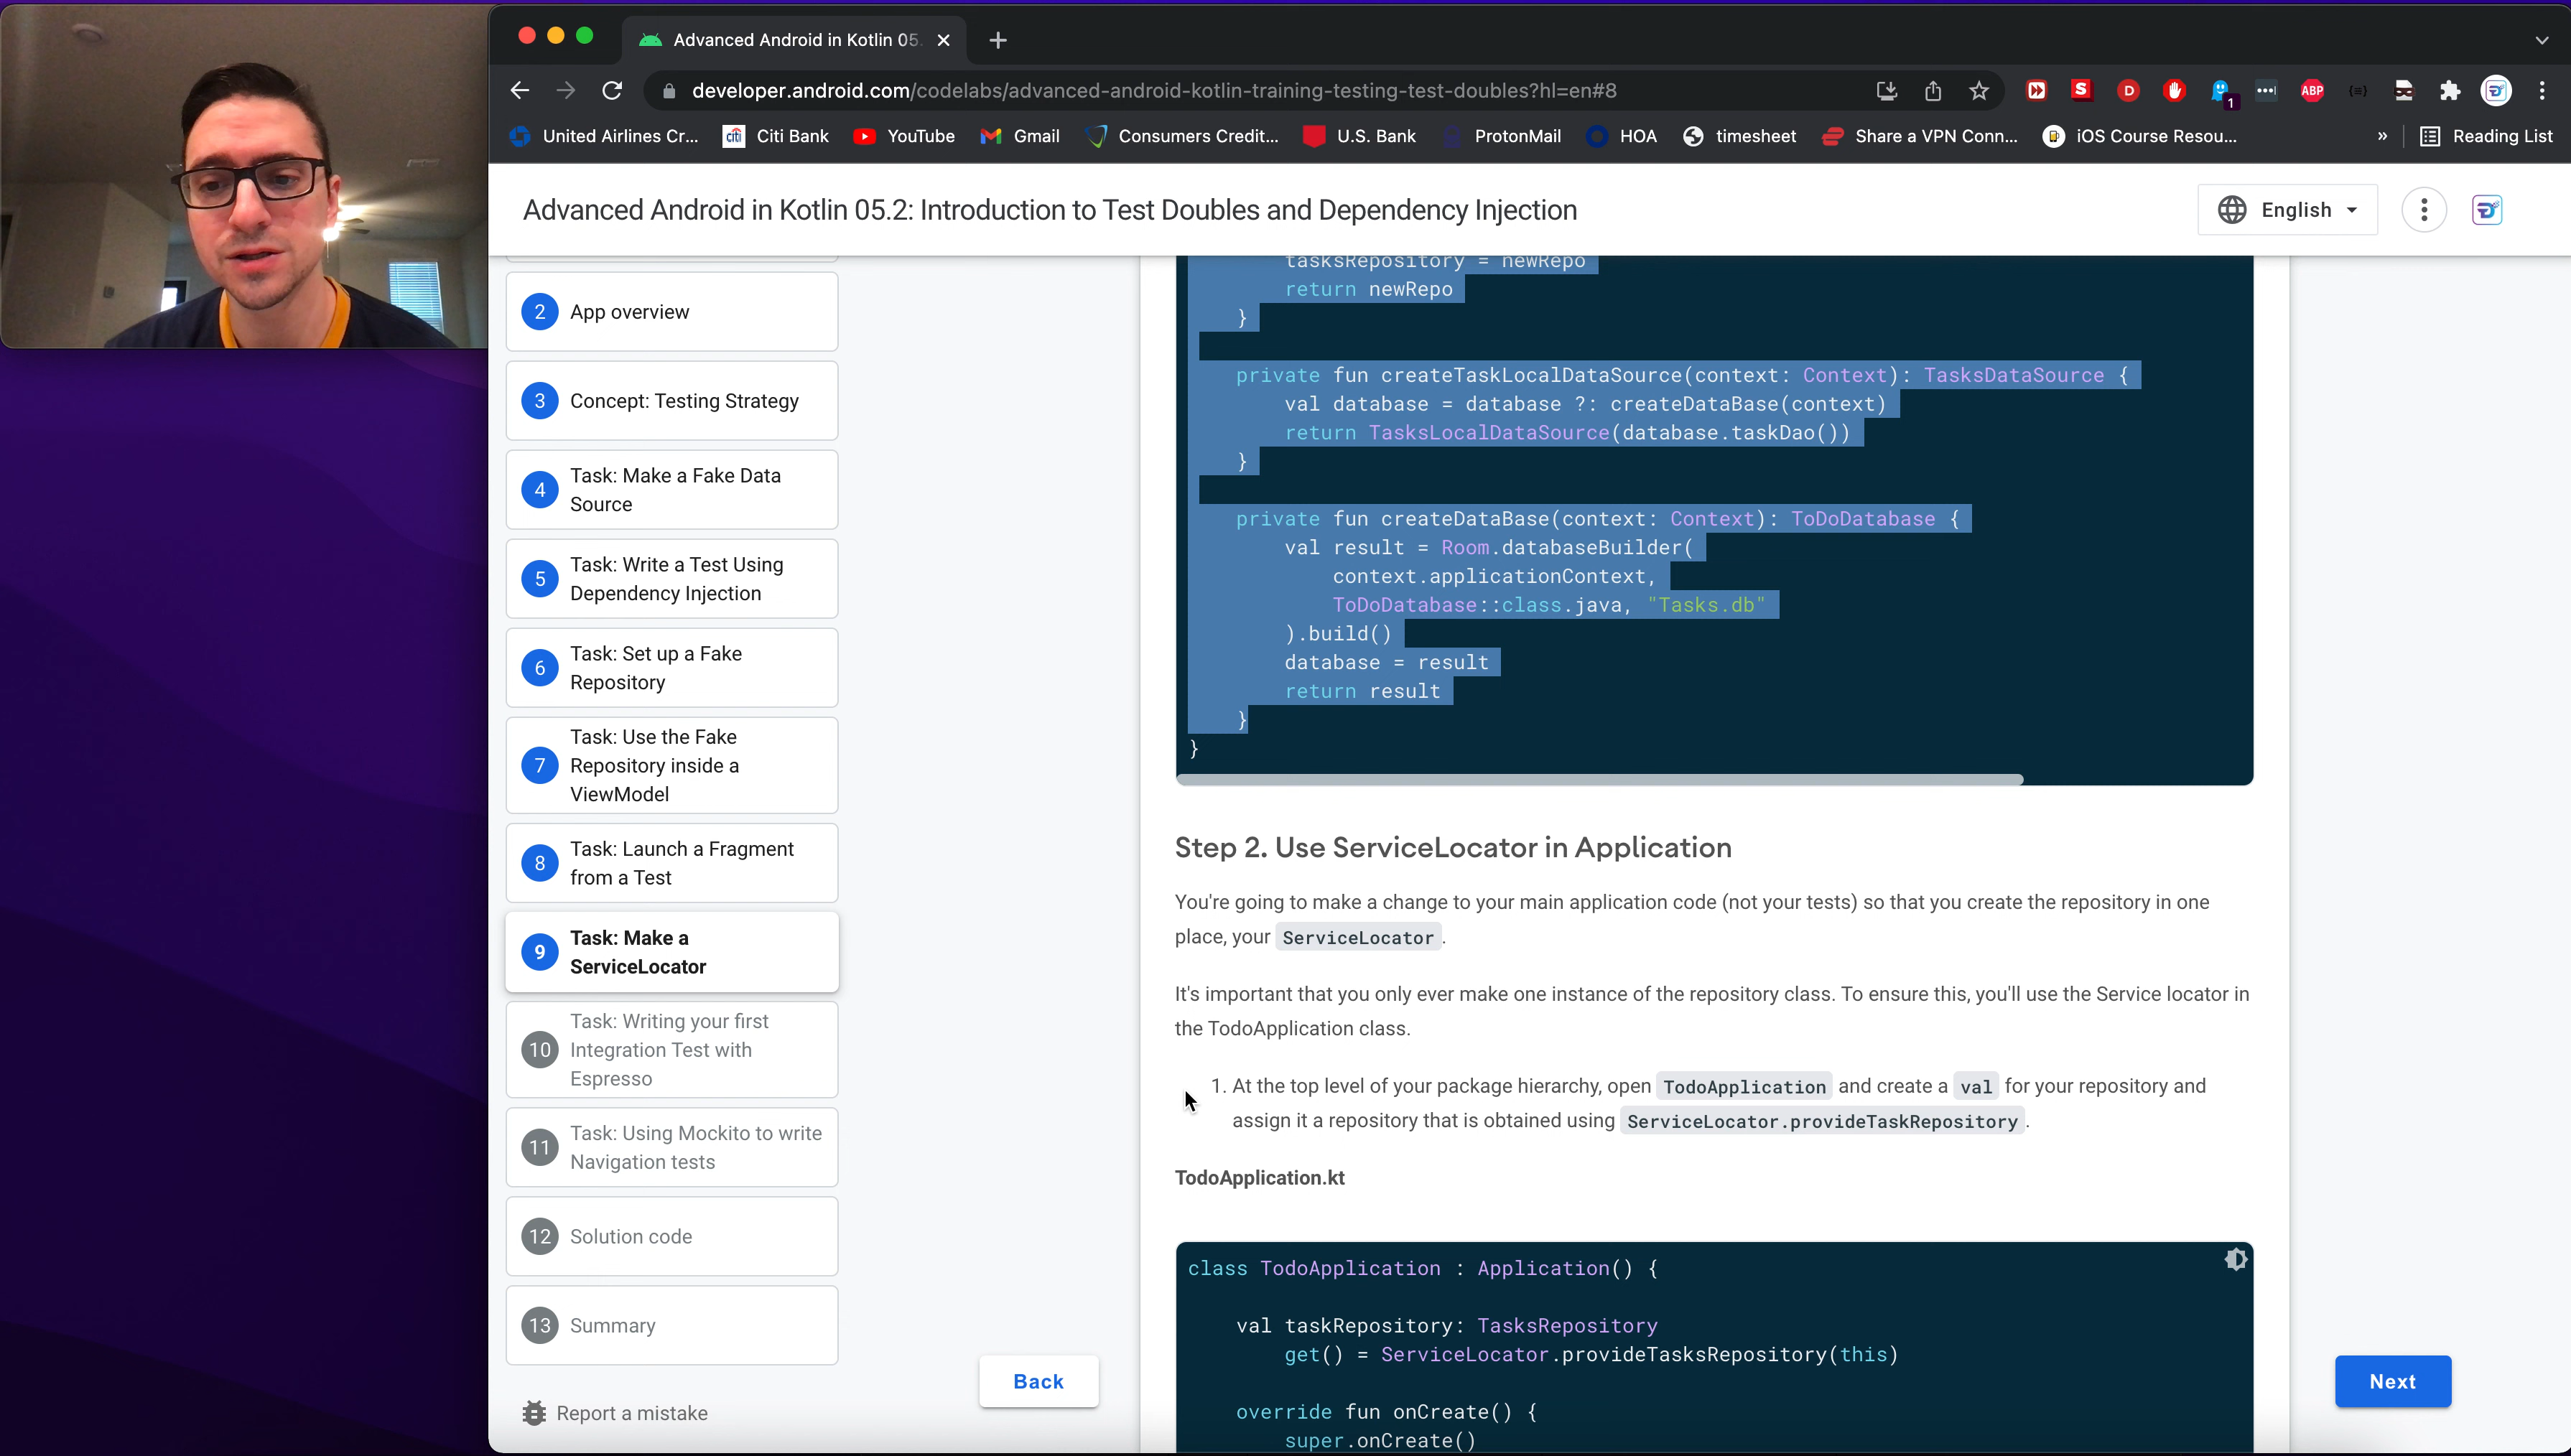 Advanced Android in Kotlin 05.
developer.android.com/codelabs/advanced-android-kotlin-training-testing-test-doubles?hl=en#8
S
D
1
ABP
United Airlines Cr...
citi
Citi Bank
YouTube
Gmail
Consumers Credit...
U.S. Bank
ProtonMail
HOA
timesheet
Share a VPN Conn...
iOS Course Resou...
»
Reading List
Advanced Android in Kotlin 05.2: Introduction to Test Doubles and Dependency Injection
English
2 App overview
3 Concept: Testing Strategy
4 Task: Make a Fake Data
Source
5 Task: Write a Test Using
Dependency Injection
6 Task: Set up a Fake
Repository
7 Task: Use the Fake
Repository inside a
ViewModel
8 Task: Launch a Fragment
from a Test
9 Task: Make a
ServiceLocator
10 Task: Writing your first
Integration Test with
Espresso
11 Task: Using Mockito to write
Navigation tests
12 Solution code
13 Summary
Report a mistake
tasksRepository = newRepo
return newRepo
}
private fun createTaskLocalDataSource(context: Context): TasksDataSource {
val database = database ?: createDataBase(context)
return TasksLocalDataSource(database.taskDao())
}
private fun createDataBase(context: Context): ToDoDatabase {
val result = Room.databaseBuilder(
context.applicationContext,
ToDoDatabase::class.java, "Tasks.db"
).build()
database = result
return result
}
}
Step 2. Use ServiceLocator in Application
You're going to make a change to your main application code (not your tests) so that you create the repository in one
place, your ServiceLocator.
It's important that you only ever make one instance of the repository class. To ensure this, you'll use the Service locator in
the TodoApplication class.
1. At the top level of your package hierarchy, open TodoApplication and create a val for your repository and
assign it a repository that is obtained using ServiceLocator.provideTaskRepository.
TodoApplication.kt
class TodoApplication : Application() {
val taskRepository: TasksRepository
get() = ServiceLocator.provideTasksRepository(this)
override fun onCreate() {
super.onCreate()
Back
Next